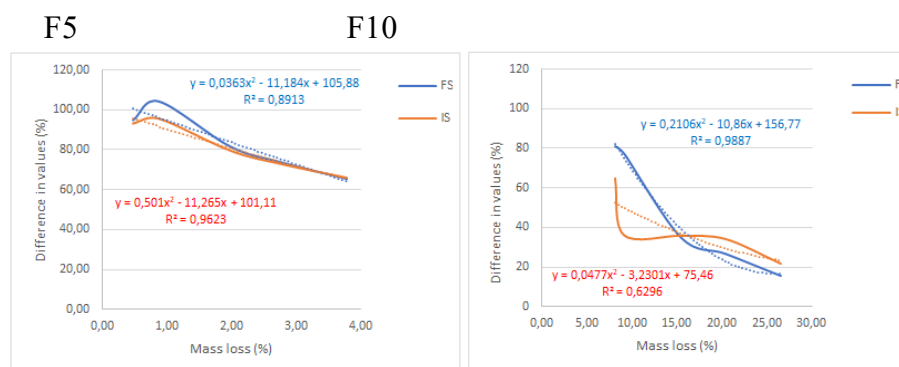 F5
F10
120,00
100,00
80,00
60,00
40,00
20,00
0,00
0,00 1,00 2,00 3,00 4,00
Difference in values (%)
Mass loss (%)
y = 0,0363x² - 11,184x + 105,88
R² = 0,8913
y = 0,501x² - 11,265x + 101,11
R² = 0,9623
FS
IS
120
100
80
60
40
20
0
0,00 5,00 10,00 15,00 20,00 25,00 30,00
Difference in values (%)
Mass loss (%)
y = 0,2106x² - 10,86x + 156,77
R² = 0,9887
y = 0,0477x² - 3,2301x + 75,46
R² = 0,6296